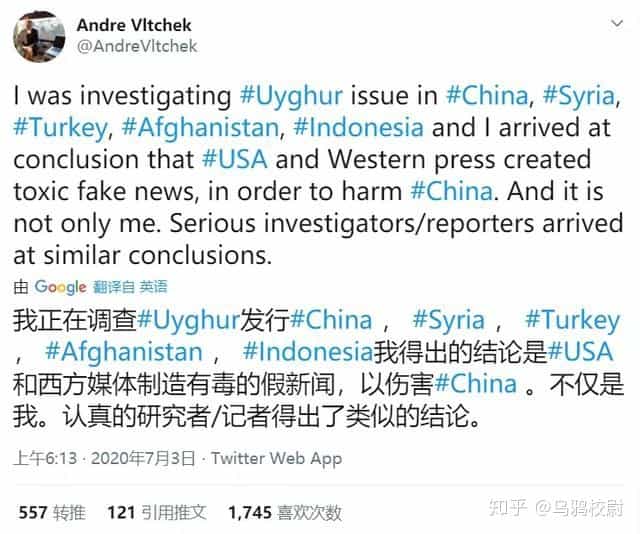 Andre Vltchek
@AndreVltchek
I was investigating #Uyghur issue in #China, #Syria,
#Turkey, #Afghanistan, #Indonesia and I arrived at
conclusion that #USA and Western press created
toxic fake news, in order to harm #China. And it is
not only me. Serious investigators/reporters arrived
at similar conclusions.
由 Google 翻译自 英语
我正在调查#Uyghur发行#China ， #Syria ， #Turkey
， #Afghanistan ， #Indonesia我得出的结论是#USA
和西方媒体制造有毒的假新闻，以伤害#China 。不仅是
我。认真的研究者/记者得出了类似的结论。
上午6:13 · 2020年7月3日 · Twitter Web App
557 转推 121 引用推文 1,745 喜欢次数
知乎 @乌鸦校尉